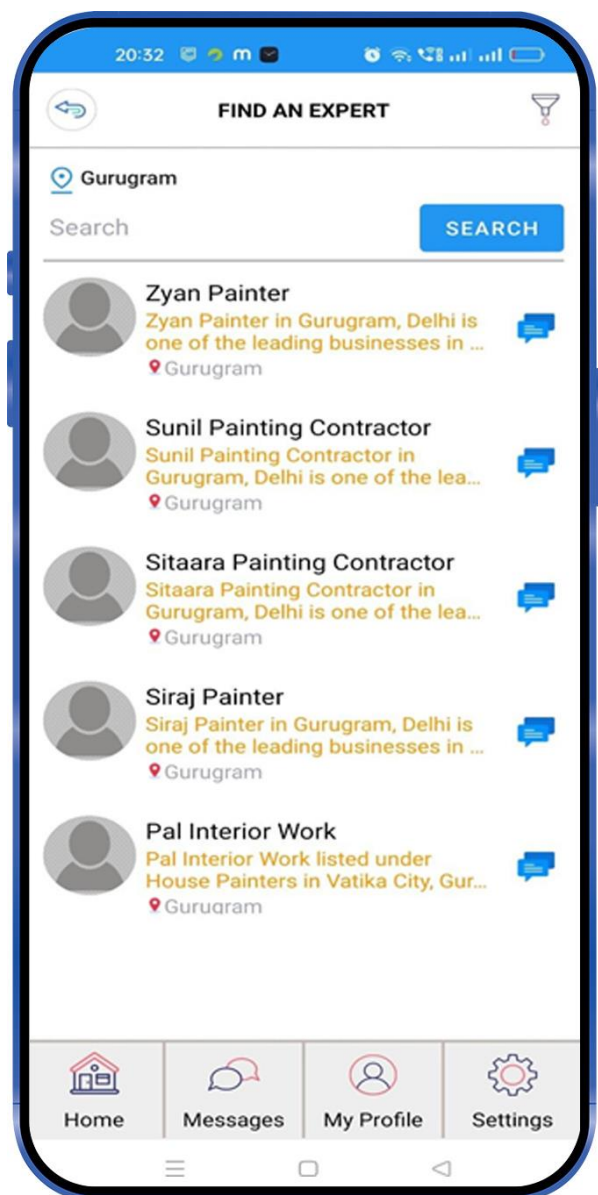 20:32
FIND AN EXPERT
Gurugram
Search
SEARCH
Zyan Painter
Zyan Painter in Gurugram, Delhi is
one of the leading businesses in ...
Gurugram
Sunil Painting Contractor
Sunil Painting Contractor in
Gurugram, Delhi is one of the lea...
Gurugram
Sitaara Painting Contractor
Sitaara Painting Contractor in
Gurugram, Delhi is one of the lea...
Gurugram
Siraj Painter
Siraj Painter in Gurugram, Delhi is
one of the leading businesses in ...
Gurugram
Pal Interior Work
Pal Interior Work listed under
House Painters in Vatika City, Gur...
Gurugram
Home
Messages
My Profile
Settings